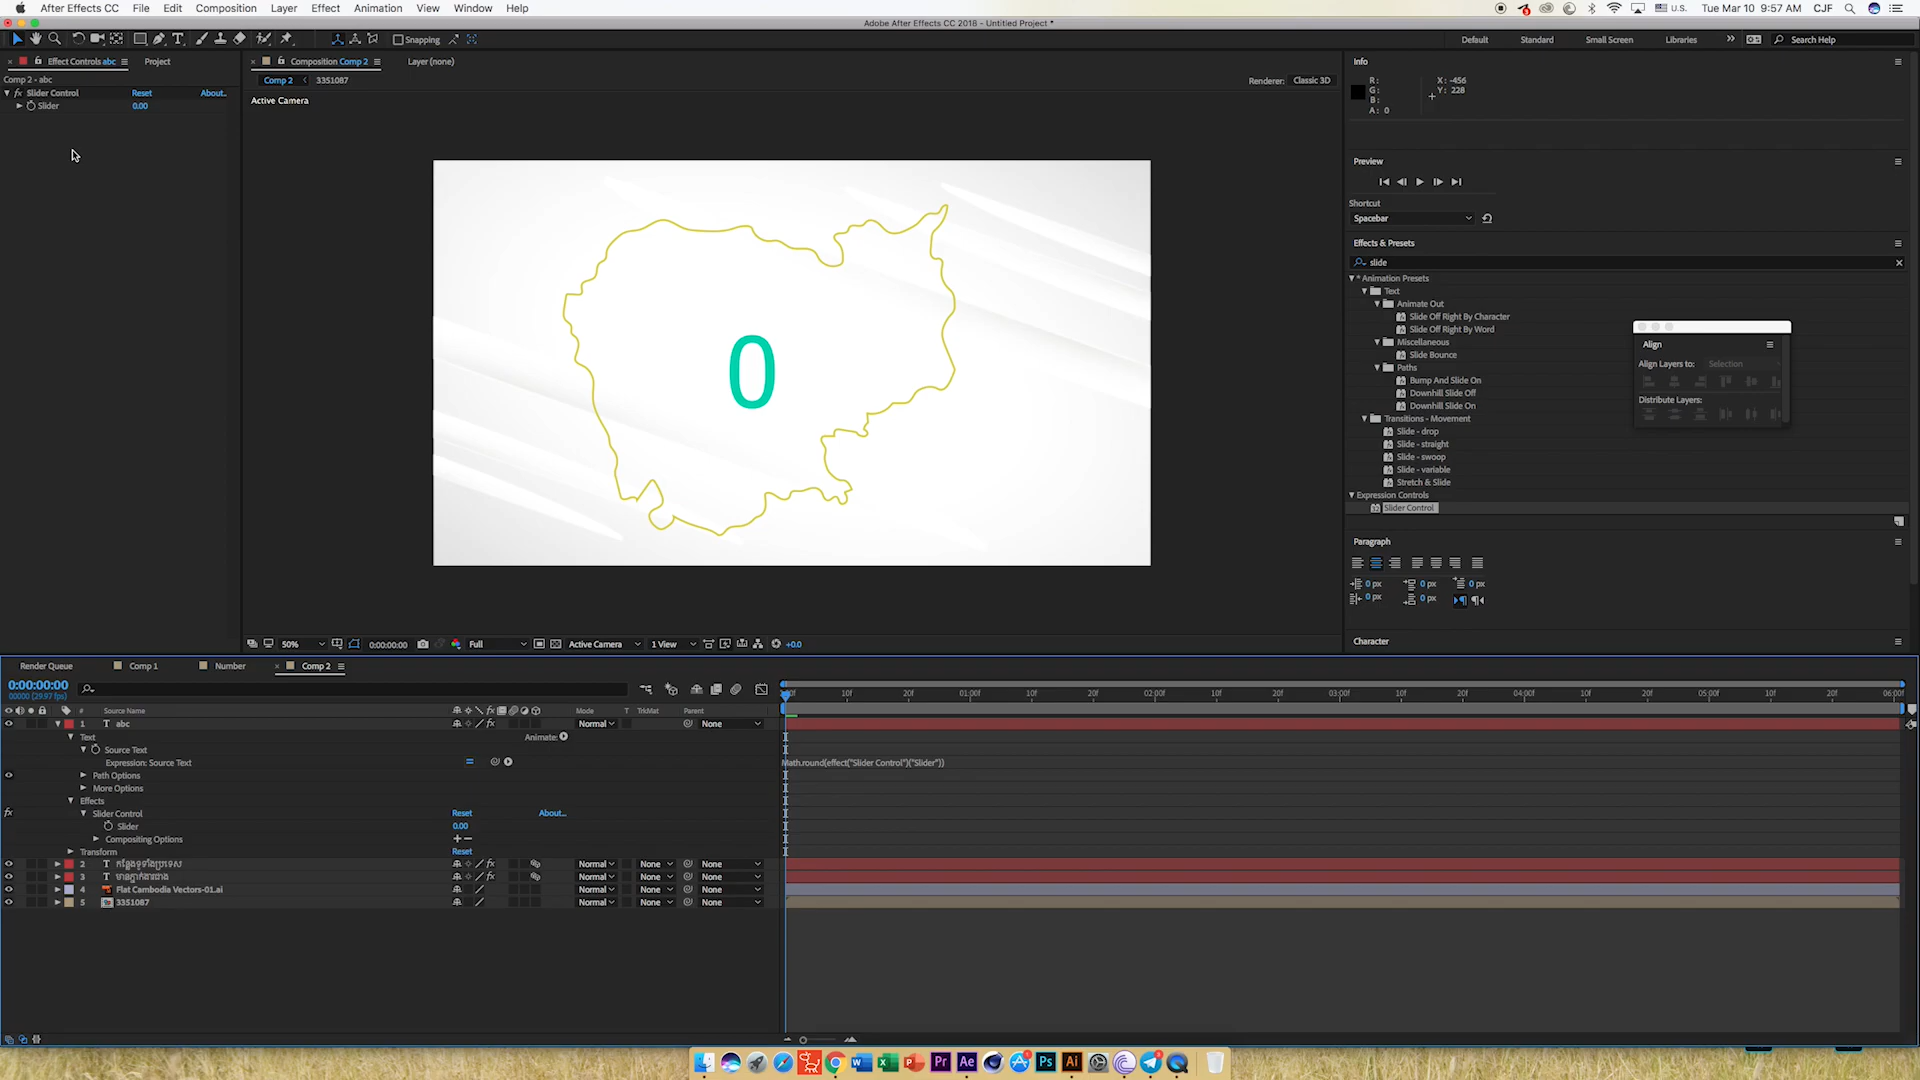 After Effects CC File Edit Composition Layer Effect Animation View Window Help
U.S. Tue Mar 10 9:57 AM CJF
Adobe After Effects CC 2018 - Untitled Project *
Snapping
Default Standard Small Screen Libraries Search Help
Effect Controls abc Project
Composition Comp 2 Layer (none)
Comp 2 - abc
Comp 2 3351087
Renderer: Classic 3D
Slider Control Reset About..
Slider 0.00
Active Camera
0
Info
R: X: -456
G: Y: 228
B:
A: 0
Preview
Shortcut
Spacebar
Effects & Presets
slide
* Animation Presets
Text
Animate Out
Slide Off Right By Character
Slide Off Right By Word
Miscellaneous
Slide Bounce
Paths
Bump And Slide On
Downhill Slide Off
Downhill Slide On
Transitions - Movement
Slide - drop
Slide - straight
Slide - swoop
Slide - variable
Stretch & Slide
Expression Controls
Slider Control
Align
Align Layers to: Selection
Distribute Layers:
Paragraph
0 px 0 px 0 px
0 px 0 px
Character
50% 0:00:00:00 Full Active Camera 1 View +0.0
Render Queue Comp 1 Number Comp 2
0:00:00:00
00000 (29.97 fps)
10f 20f 01:00f 10f 20f 02:00f 10f 20f 03:00f 10f 20f 04:00f 10f 20f 05:00f 10f 20f 06:00f
# Source Name Mode T TrkMat Parent
1 T abc Normal None
Text Animate:
Source Text
Expression: Source Text
Math.round(effect("Slider Control")("Slider"))
Path Options
More Options
Effects
Slider Control Reset About...
Slider 0.00
Compositing Options
Transform Reset
2 T Normal None None
3 T Normal None None
4 Flat Cambodia Vectors-01.ai Normal None None
5 3351087 Normal None None